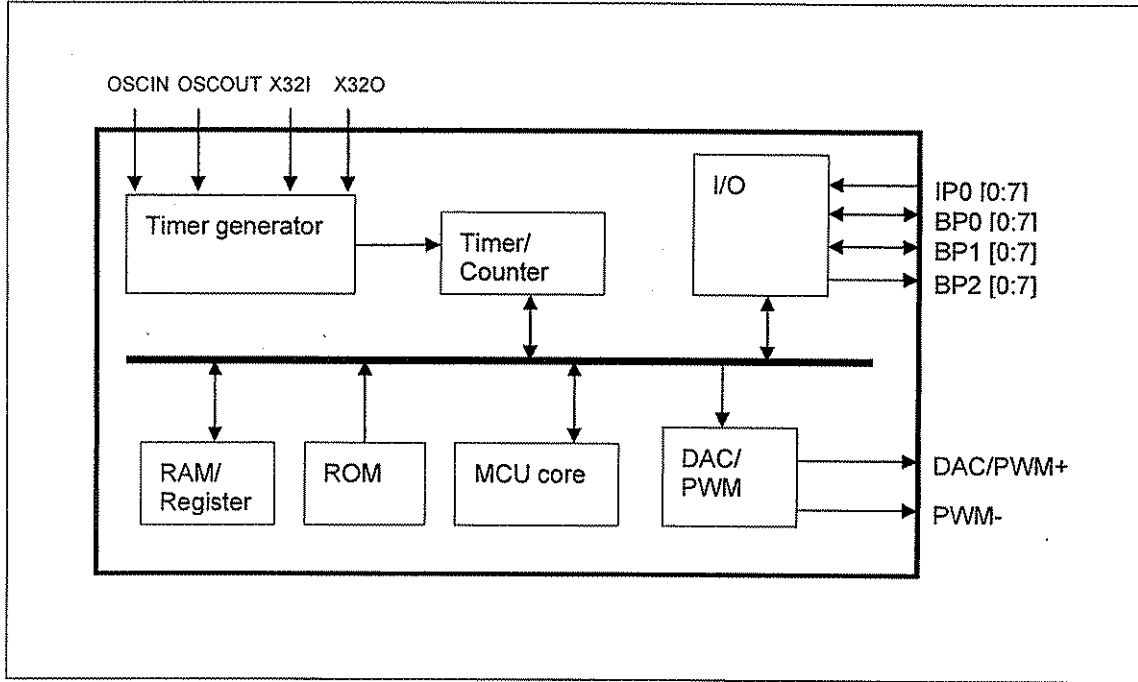 OSCIN OSCOUT X32I X32O
Timer generator
Timer/
Counter
I/O
IP0 [0:7]
BP0 [0:7]
BP1 [0:7]
BP2 [0:7]
RAM/
Register
ROM
MCU core
DAC/
PWM
DAC/PWM+
PWM-